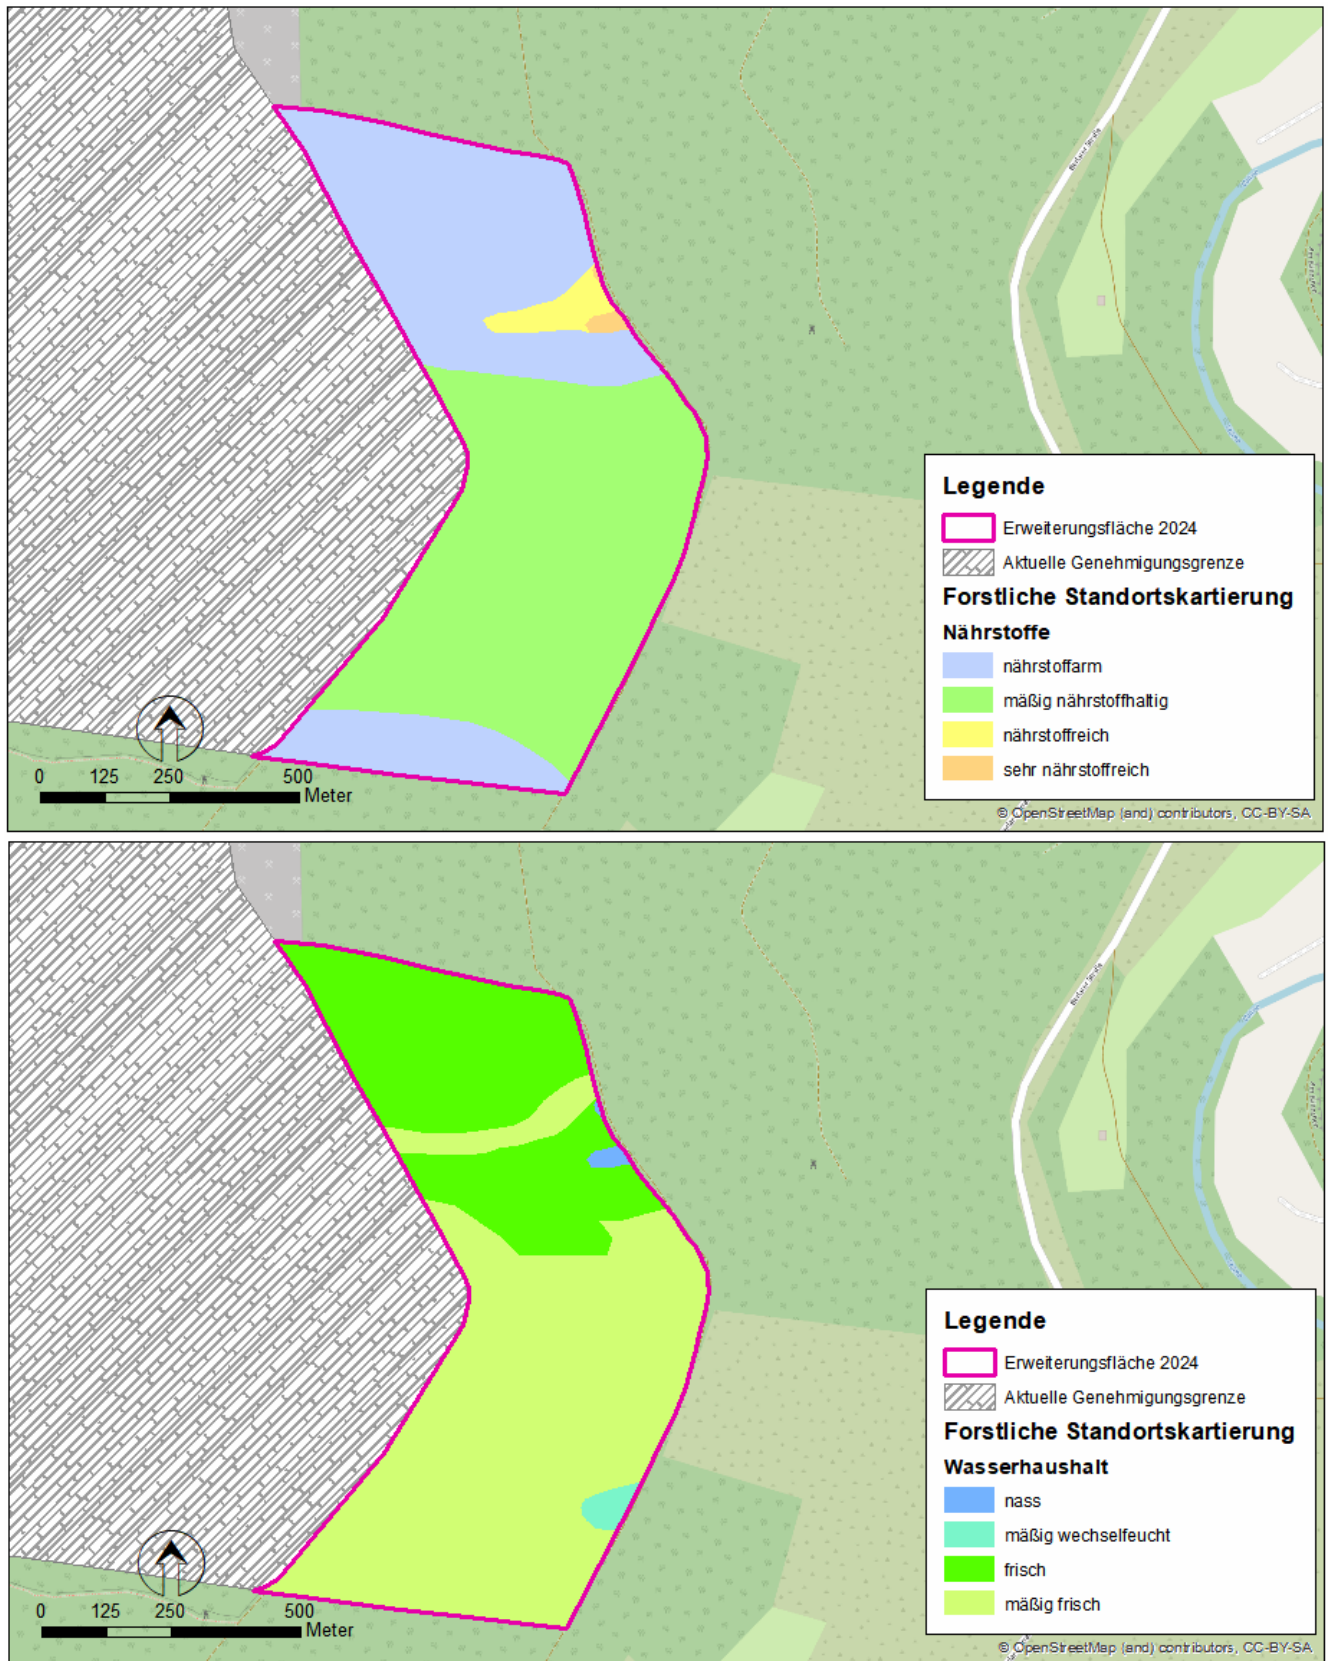 Legende
Erweiterungsfläche 2024
Aktuelle Genehmigungsgrenze
Forstliche Standortskartierung
Nährstoffe
nährstoffarm
mäßig nährstoffhaltig
nährstoffreich
sehr nährstoffreich
0 125 250 500
Meter
© OpenStreetMap (and) contributors, CC-BY-SA
Legende
Erweiterungsfläche 2024
Aktuelle Genehmigungsgrenze
Forstliche Standortskartierung
Wasserhaushalt
nass
mäßig wechselfeucht
frisch
mäßig frisch
0 125 250 500
Meter
© OpenStreetMap (and) contributors, CC-BY-SA